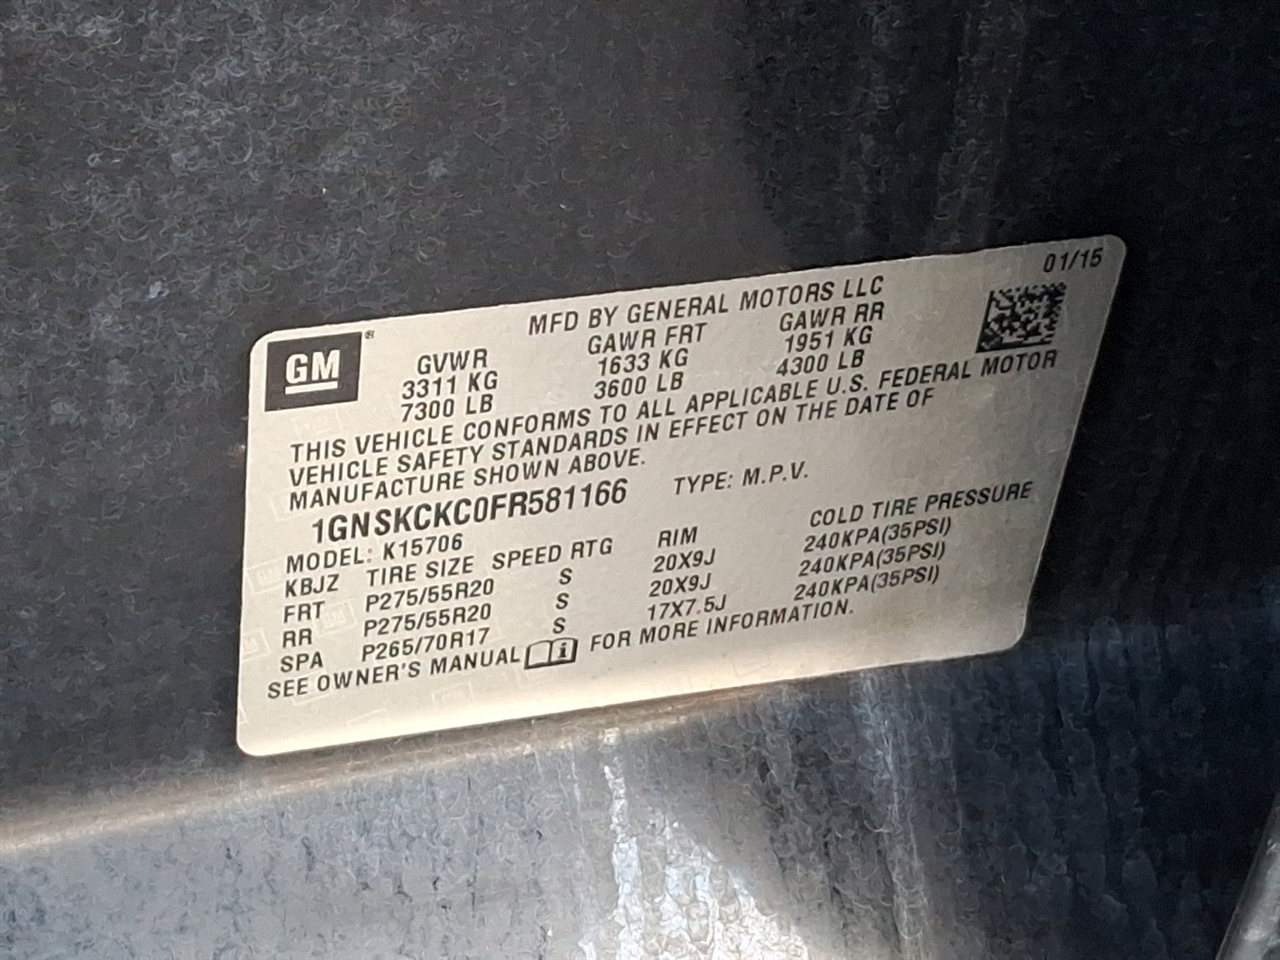 01/15
MFD BY GENERAL MOTORS LLC
GM®
GVWR GAWR FRT GAWR RR
3311 KG 1633 KG 1951 KG
7300 LB 3600 LB 4300 LB
THIS VEHICLE CONFORMS TO ALL APPLICABLE U.S. FEDERAL MOTOR
VEHICLE SAFETY STANDARDS IN EFFECT ON THE DATE OF
MANUFACTURE SHOWN ABOVE.
1GNSKCKC0FR581166 TYPE: M.P.V.
MODEL: K15706
KBJZ TIRE SIZE SPEED RTG RIM COLD TIRE PRESSURE
FRT P275/55R20 S 20X9J 240KPA(35PSI)
RR P275/55R20 S 20X9J 240KPA(35PSI)
SPA P265/70R17 S 17X7.5J 240KPA(35PSI)
SEE OWNER'S MANUAL i FOR MORE INFORMATION.